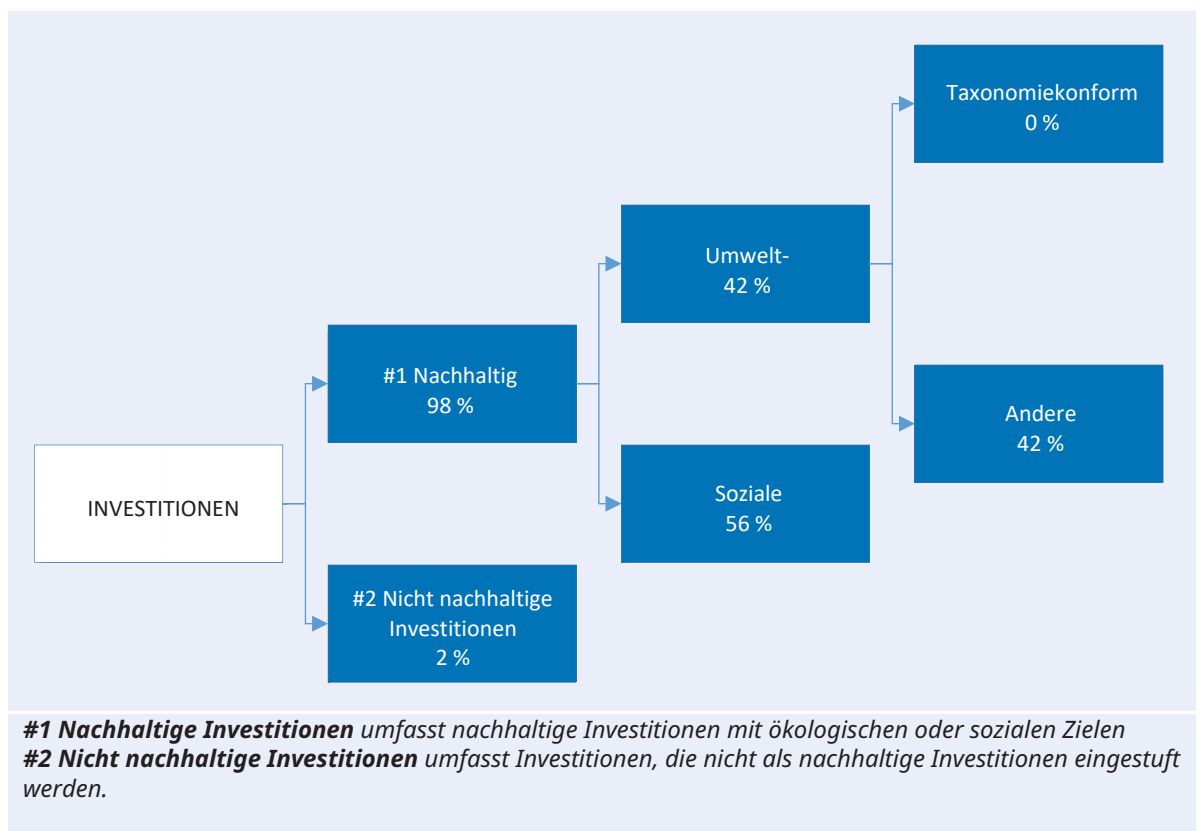 Taxonomiekonform
0 %
Umwelt-
42 %
#1 Nachhaltig
98 %
Andere
42 %
INVESTITIONEN
Soziale
56 %
#2 Nicht nachhaltige
Investitionen
2 %
#1 Nachhaltige Investitionen umfasst nachhaltige Investitionen mit ökologischen oder sozialen Zielen
#2 Nicht nachhaltige Investitionen umfasst Investitionen, die nicht als nachhaltige Investitionen eingestuft
werden.